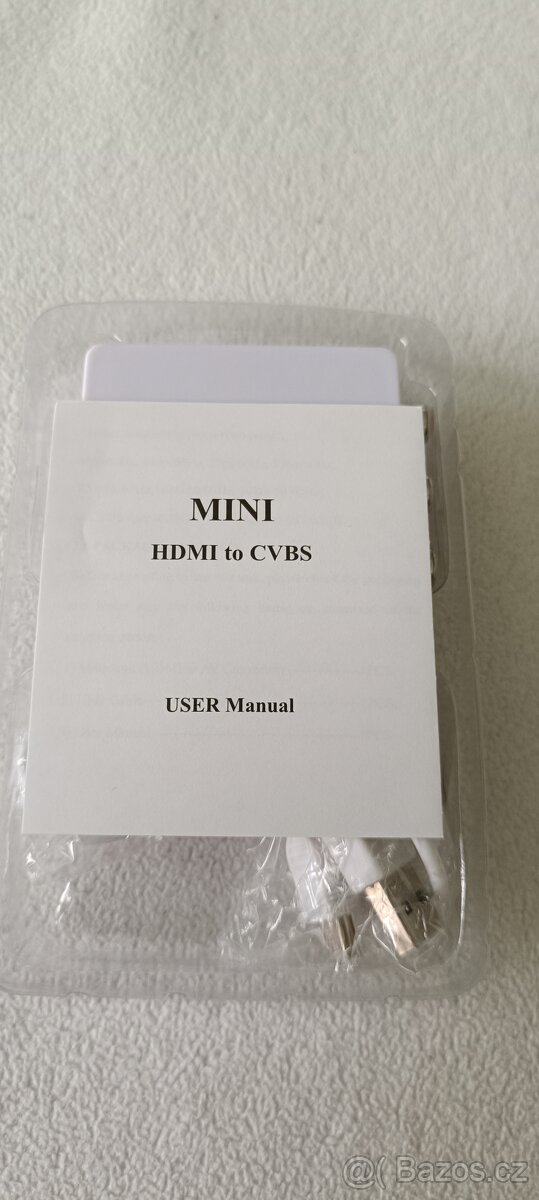 MINI
HDMI to CVBS
USER Manual
@( Bazos.cz